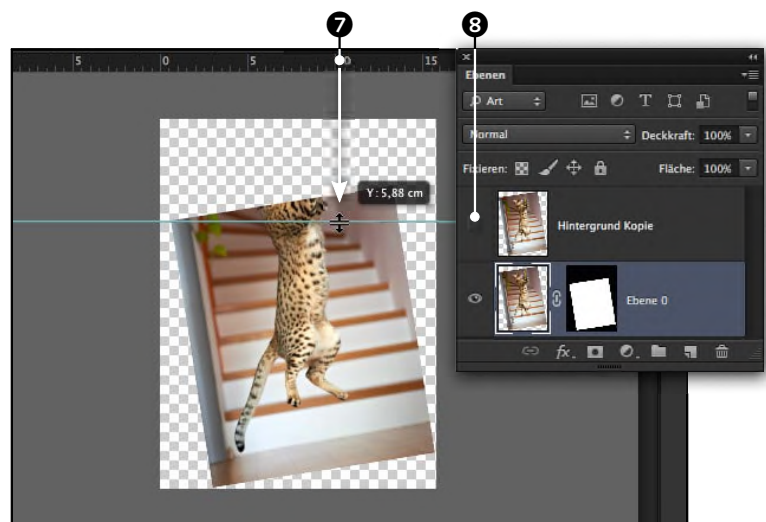 7 8
5 0 5 10 15
Ebenen
Art
Normal Deckkraft: 100%
Y: 5,88 cm
Fixieren: Fläche: 100%
Hintergrund Kopie
Ebene 0
fx.